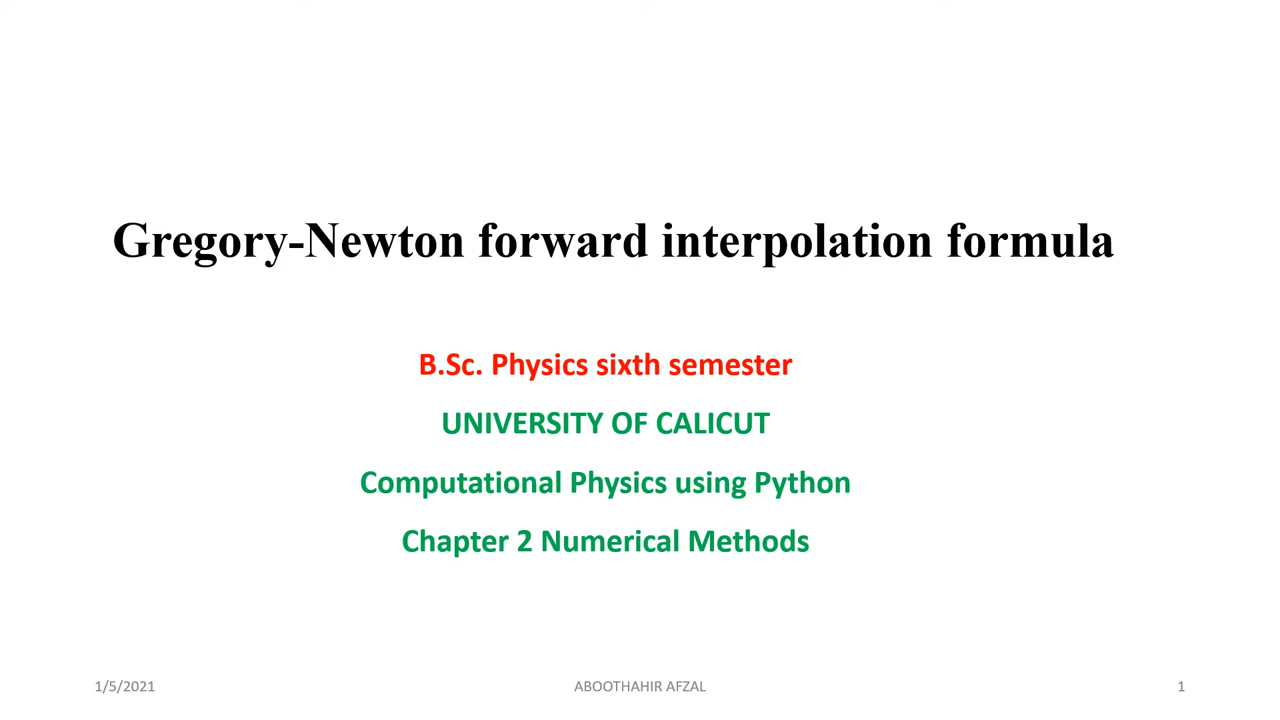 Gregory-Newton forward interpolation formula
B.Sc. Physics sixth semester
UNIVERSITY OF CALICUT
Computational Physics using Python
Chapter 2 Numerical Methods
1/5/2021
ABOOTHAHIR AFZAL
1